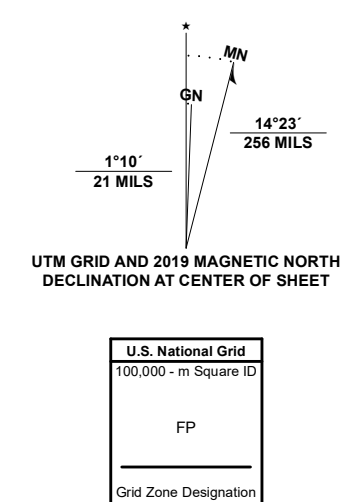 ★
MN
GN
14°23´
256 MILS
1°10´
21 MILS
UTM GRID AND 2019 MAGNETIC NORTH
DECLINATION AT CENTER OF SHEET
U.S. National Grid
100,000 - m Square ID
FP
Grid Zone Designation